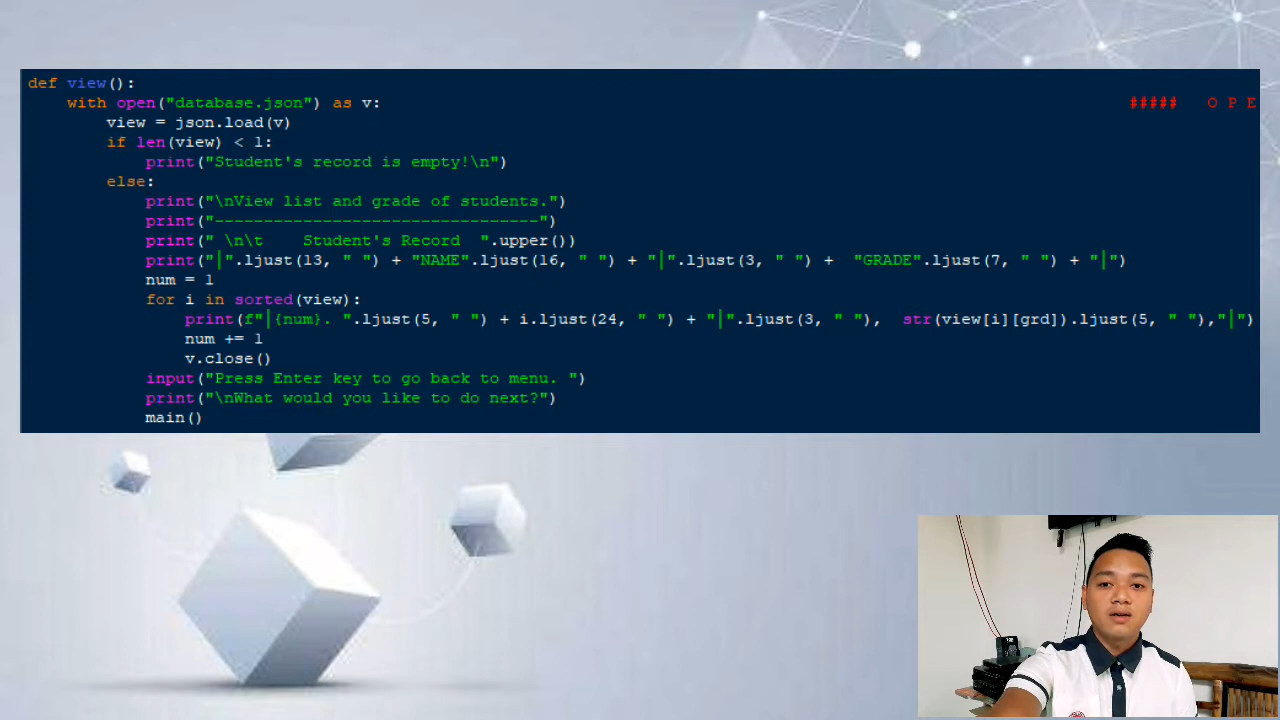 def view():
with open("database.json") as v: ##### O P E
view = json.load(v)
if len(view) < 1:
print("Student's record is empty!\n")
else:
print("\nView list and grade of students.")
print("---------------------------------")
print(" \n\t    Student's Record  ".upper())
print("|".ljust(13, " ") + "NAME".ljust(16, " ") + "|".ljust(3, " ") +  "GRADE".ljust(7, " ") + "|")
num = 1
for i in sorted(view):
print(f"|{num}. ".ljust(5, " ") + i.ljust(24, " ") + "|".ljust(3, " "),  str(view[i][grd]).ljust(5, " "),"|")
num += 1
v.close()
input("Press Enter key to go back to menu. ")
print("\nWhat would you like to do next?")
main()